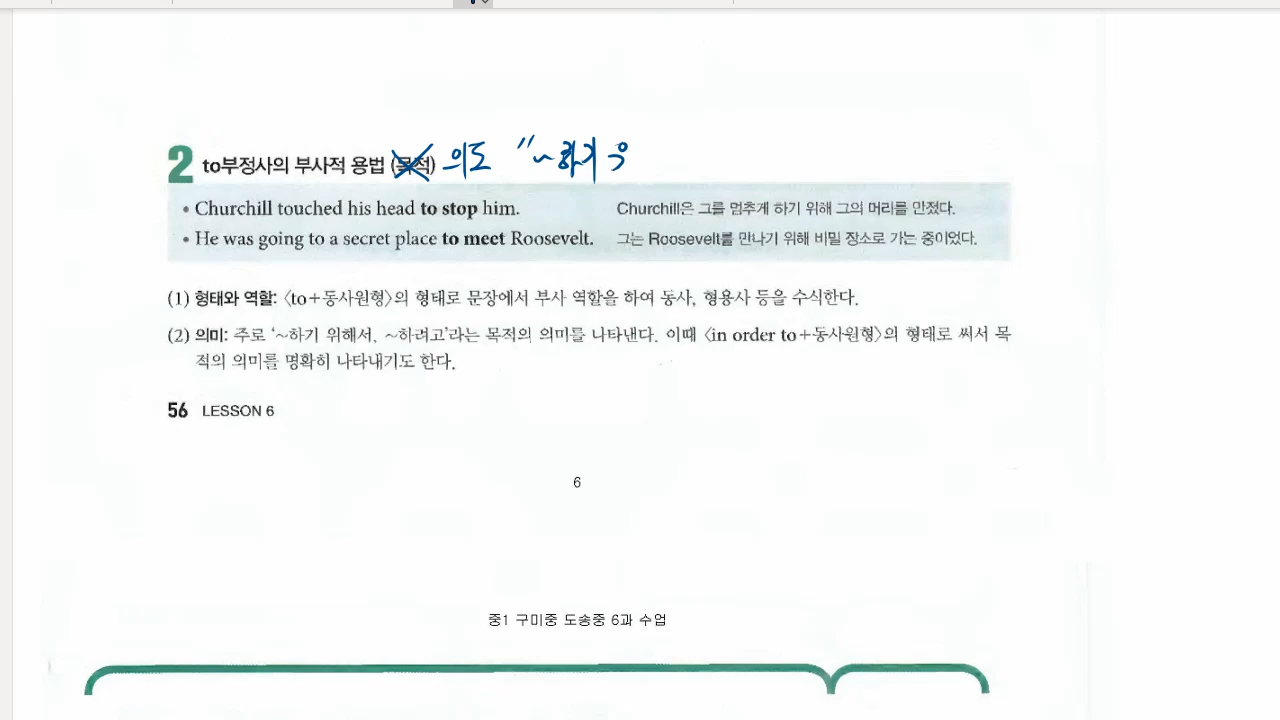 2 to부정사의 부사적 용법 (목적) 의도 "~하기 우
• Churchill touched his head to stop him. Churchill은 그를 멈추게 하기 위해 그의 머리를 만졌다.
• He was going to a secret place to meet Roosevelt. 그는 Roosevelt를 만나기 위해 비밀 장소로 가는 중이었다.
(1) 형태와 역할: 〈to+동사원형〉의 형태로 문장에서 부사 역할을 하여 동사, 형용사 등을 수식한다.
(2) 의미: 주로 '~하기 위해서, ~하려고'라는 목적의 의미를 나타낸다. 이때 〈in order to+동사원형〉의 형태로 써서 목
적의 의미를 명확히 나타내기도 한다.
56 LESSON 6
6
중1 구미중 도송중 6과 수업